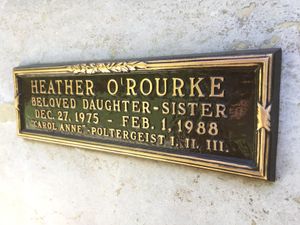 HEATHER O'ROURKE
BELOVED DAUGHTER-SISTER
DEC. 27, 1975 - FEB. 1, 1988
"CAROL ANNE"-POLTERGEIST I. II. III.